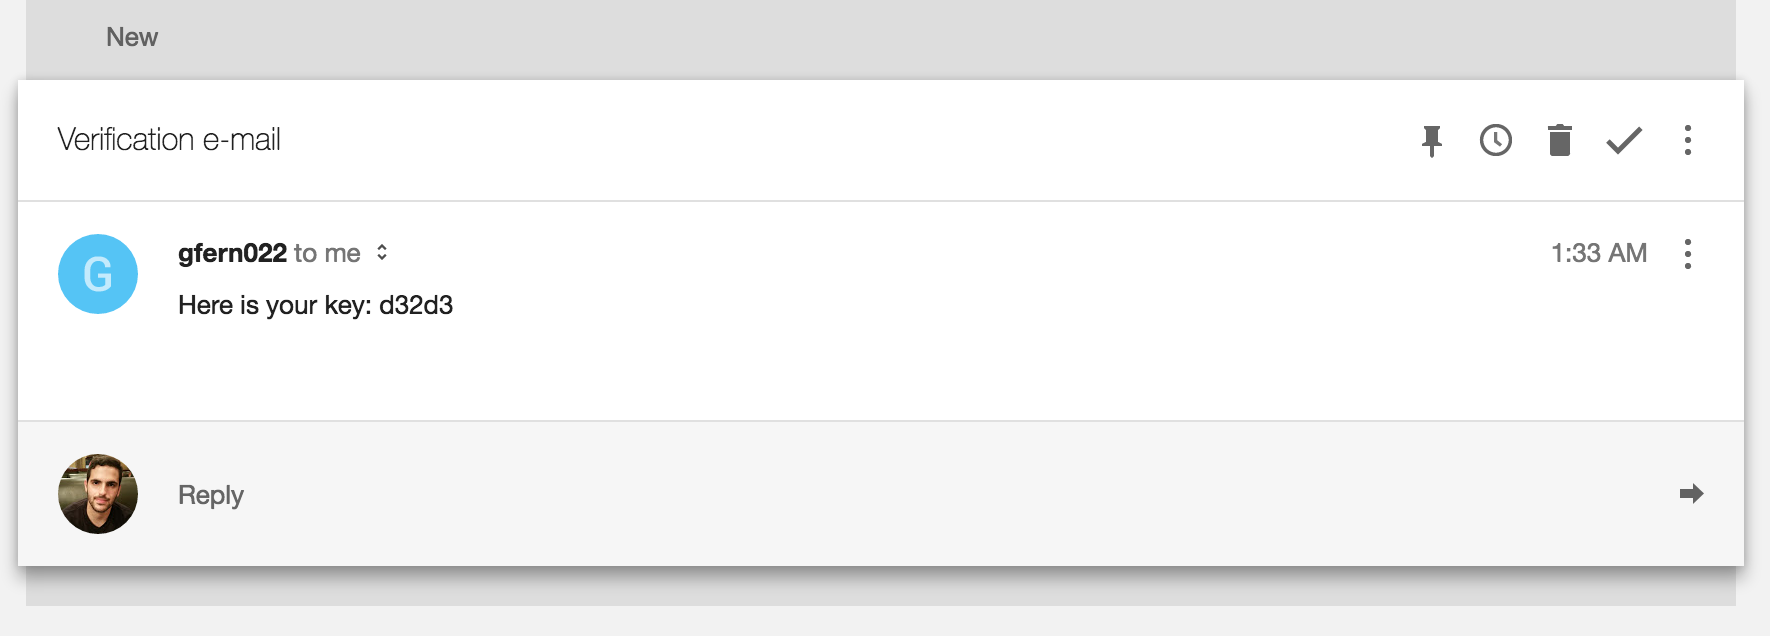 New
Verification e-mail
G
gfern022 to me
1:33 AM
Here is your key: d32d3
Reply